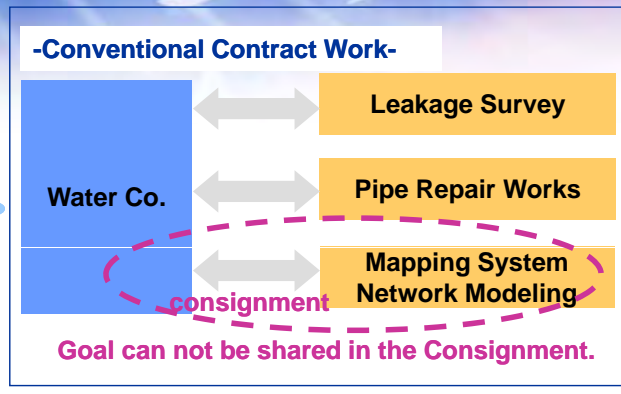 -Conventional Contract Work-
Leakage Survey
Water Co.
Pipe Repair Works
Mapping System
Network Modeling
consignment
Goal can not be shared in the Consignment.